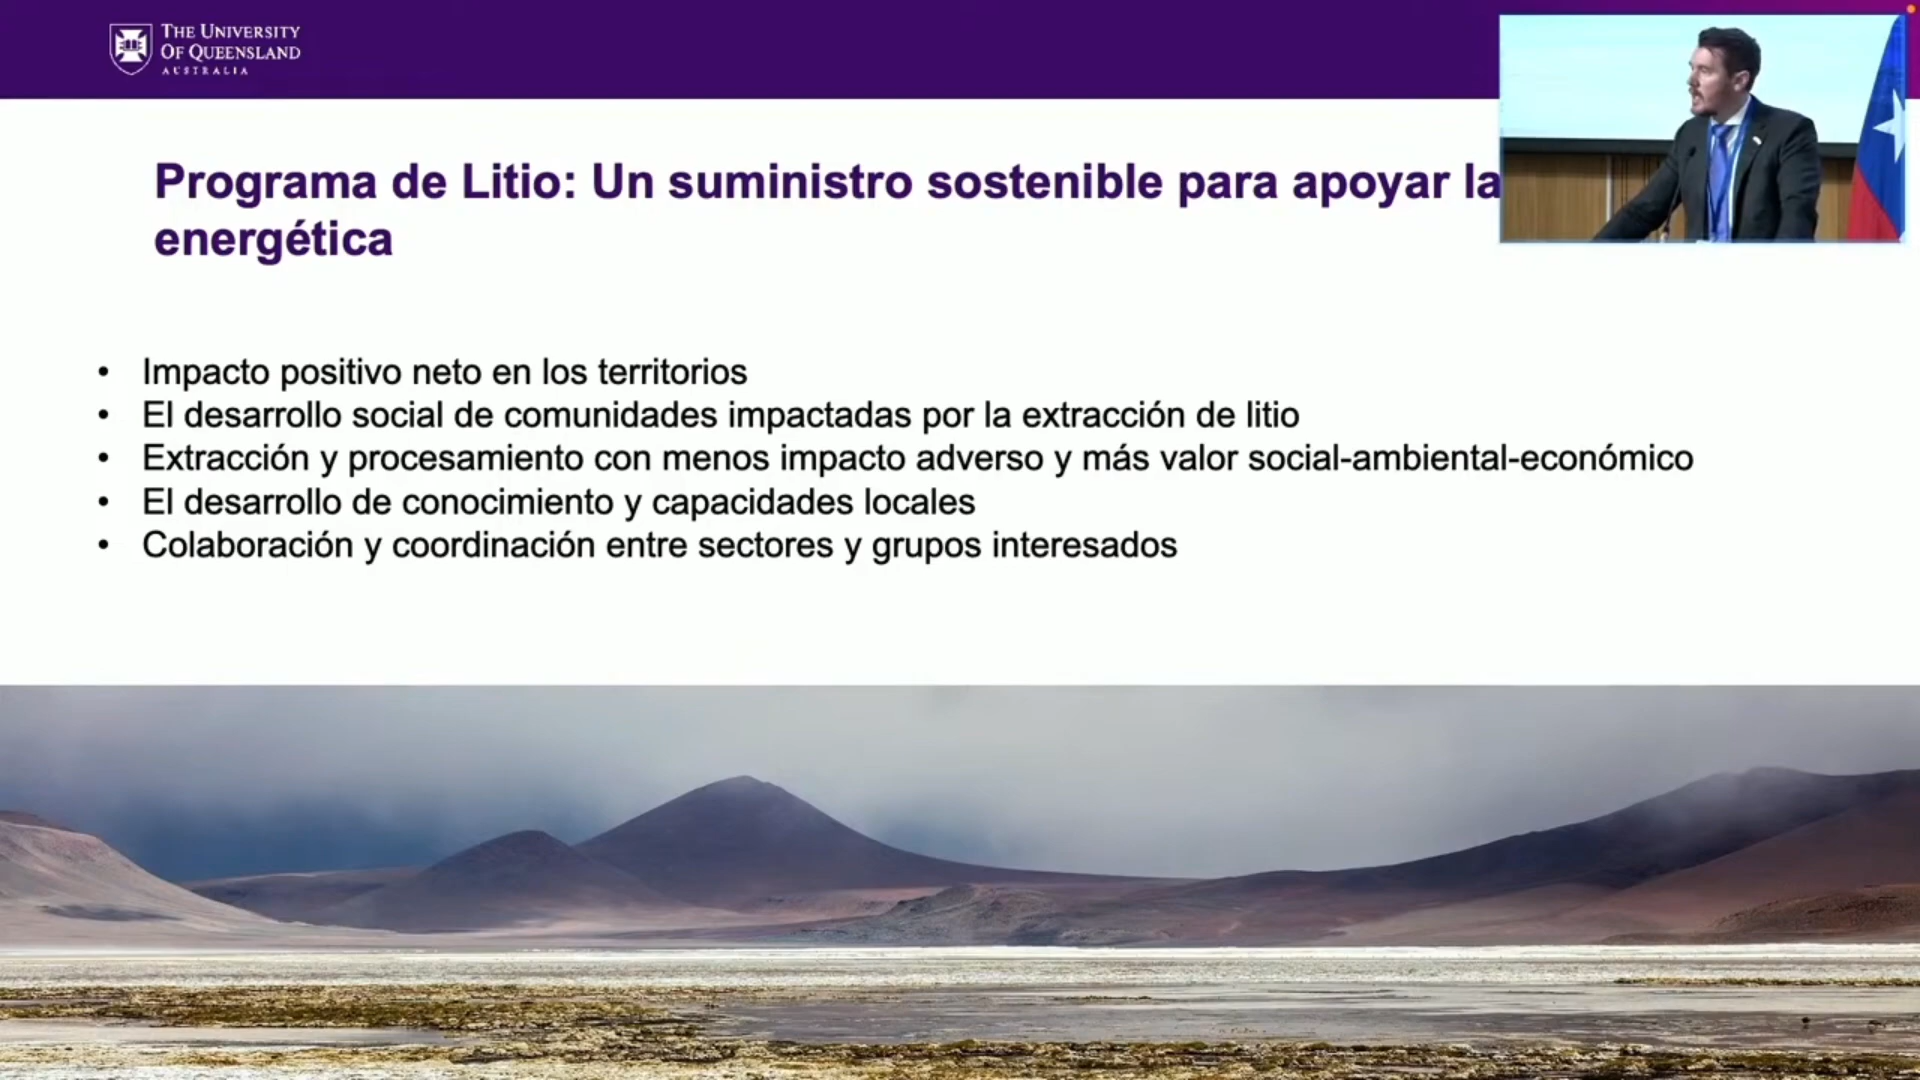 THE UNIVERSITY
OF QUEENSLAND
AUSTRALIA
Programa de Litio: Un suministro sostenible para apoyar la
energética
• Impacto positivo neto en los territorios
• El desarrollo social de comunidades impactadas por la extracción de litio
• Extracción y procesamiento con menos impacto adverso y más valor social-ambiental-económico
• El desarrollo de conocimiento y capacidades locales
• Colaboración y coordinación entre sectores y grupos interesados